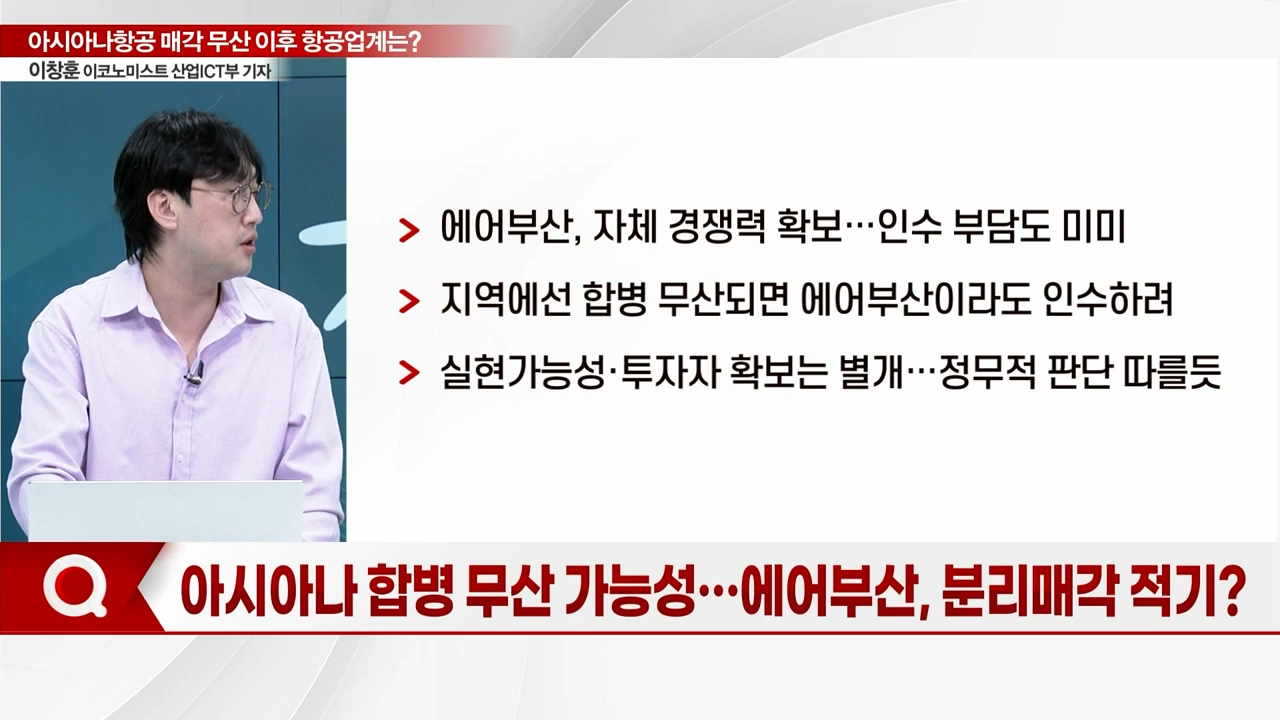 아시아나항공 매각 무산 이후 항공업계는?
이창훈 이코노미스트 산업ICT부 기자
에어부산, 자체 경쟁력 확보…인수 부담도 미미
지역에선 합병 무산되면 에어부산이라도 인수하려
실현가능성·투자자 확보는 별개…정무적 판단 따를듯
Q 아시아나 합병 무산 가능성…에어부산, 분리매각 적기?